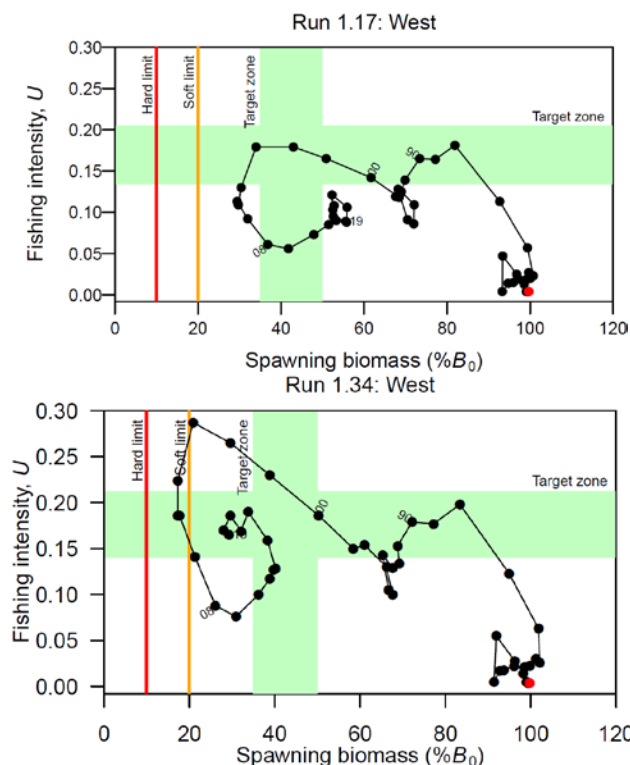 Run 1.17: West
Fishing intensity, U
0.30
0.25
0.20
0.15
0.10
0.05
0.00
Hard limit
Soft limit
Target zone
Target zone
00
90
08
19
0 20 40 60 80 100 120
Spawning biomass (%B₀)
Run 1.34: West
Fishing intensity, U
0.30
0.25
0.20
0.15
0.10
0.05
0.00
Hard limit
Soft limit
Target zone
Target zone
00
90
08
0 20 40 60 80 100 120
Spawning biomass (%B₀)